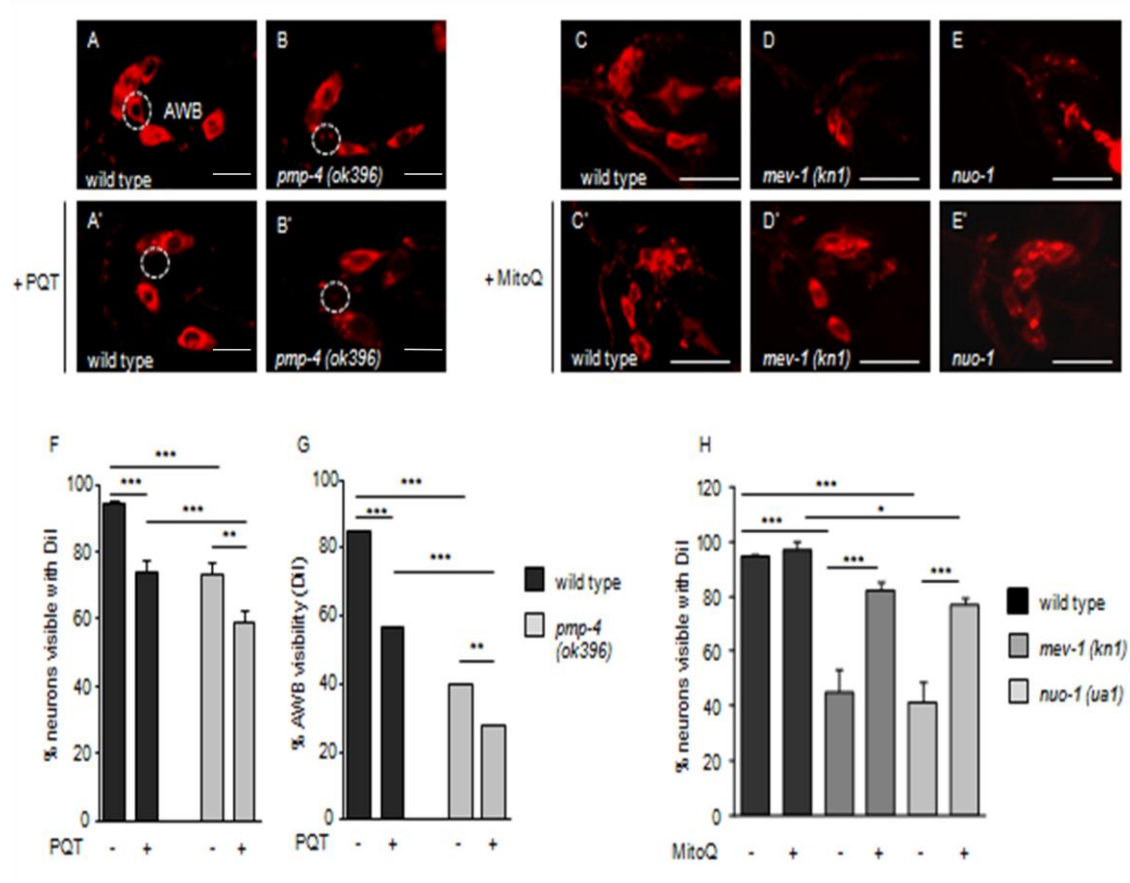 A
AWB
wild type
B
pmp-4 (ok396)
C
wild type
D
mev-1 (kn1)
E
nuo-1
+ PQT
A'
wild type
B'
pmp-4 (ok396)
+ MitoQ
C'
wild type
D'
mev-1 (kn1)
E'
nuo-1
F
% neurons visible with DiI
100
80
60
40
20
0
***
***
***
**
PQT - + - +
G
% AWB visibility (DiI)
100
80
60
40
20
0
***
***
***
**
PQT - + - +
wild type
pmp-4
(ok396)
H
% neurons visible with DiI
120
100
80
60
40
20
0
***
*
***
***
***
MitoQ - + - + - +
wild type
mev-1 (kn1)
nuo-1 (ua1)